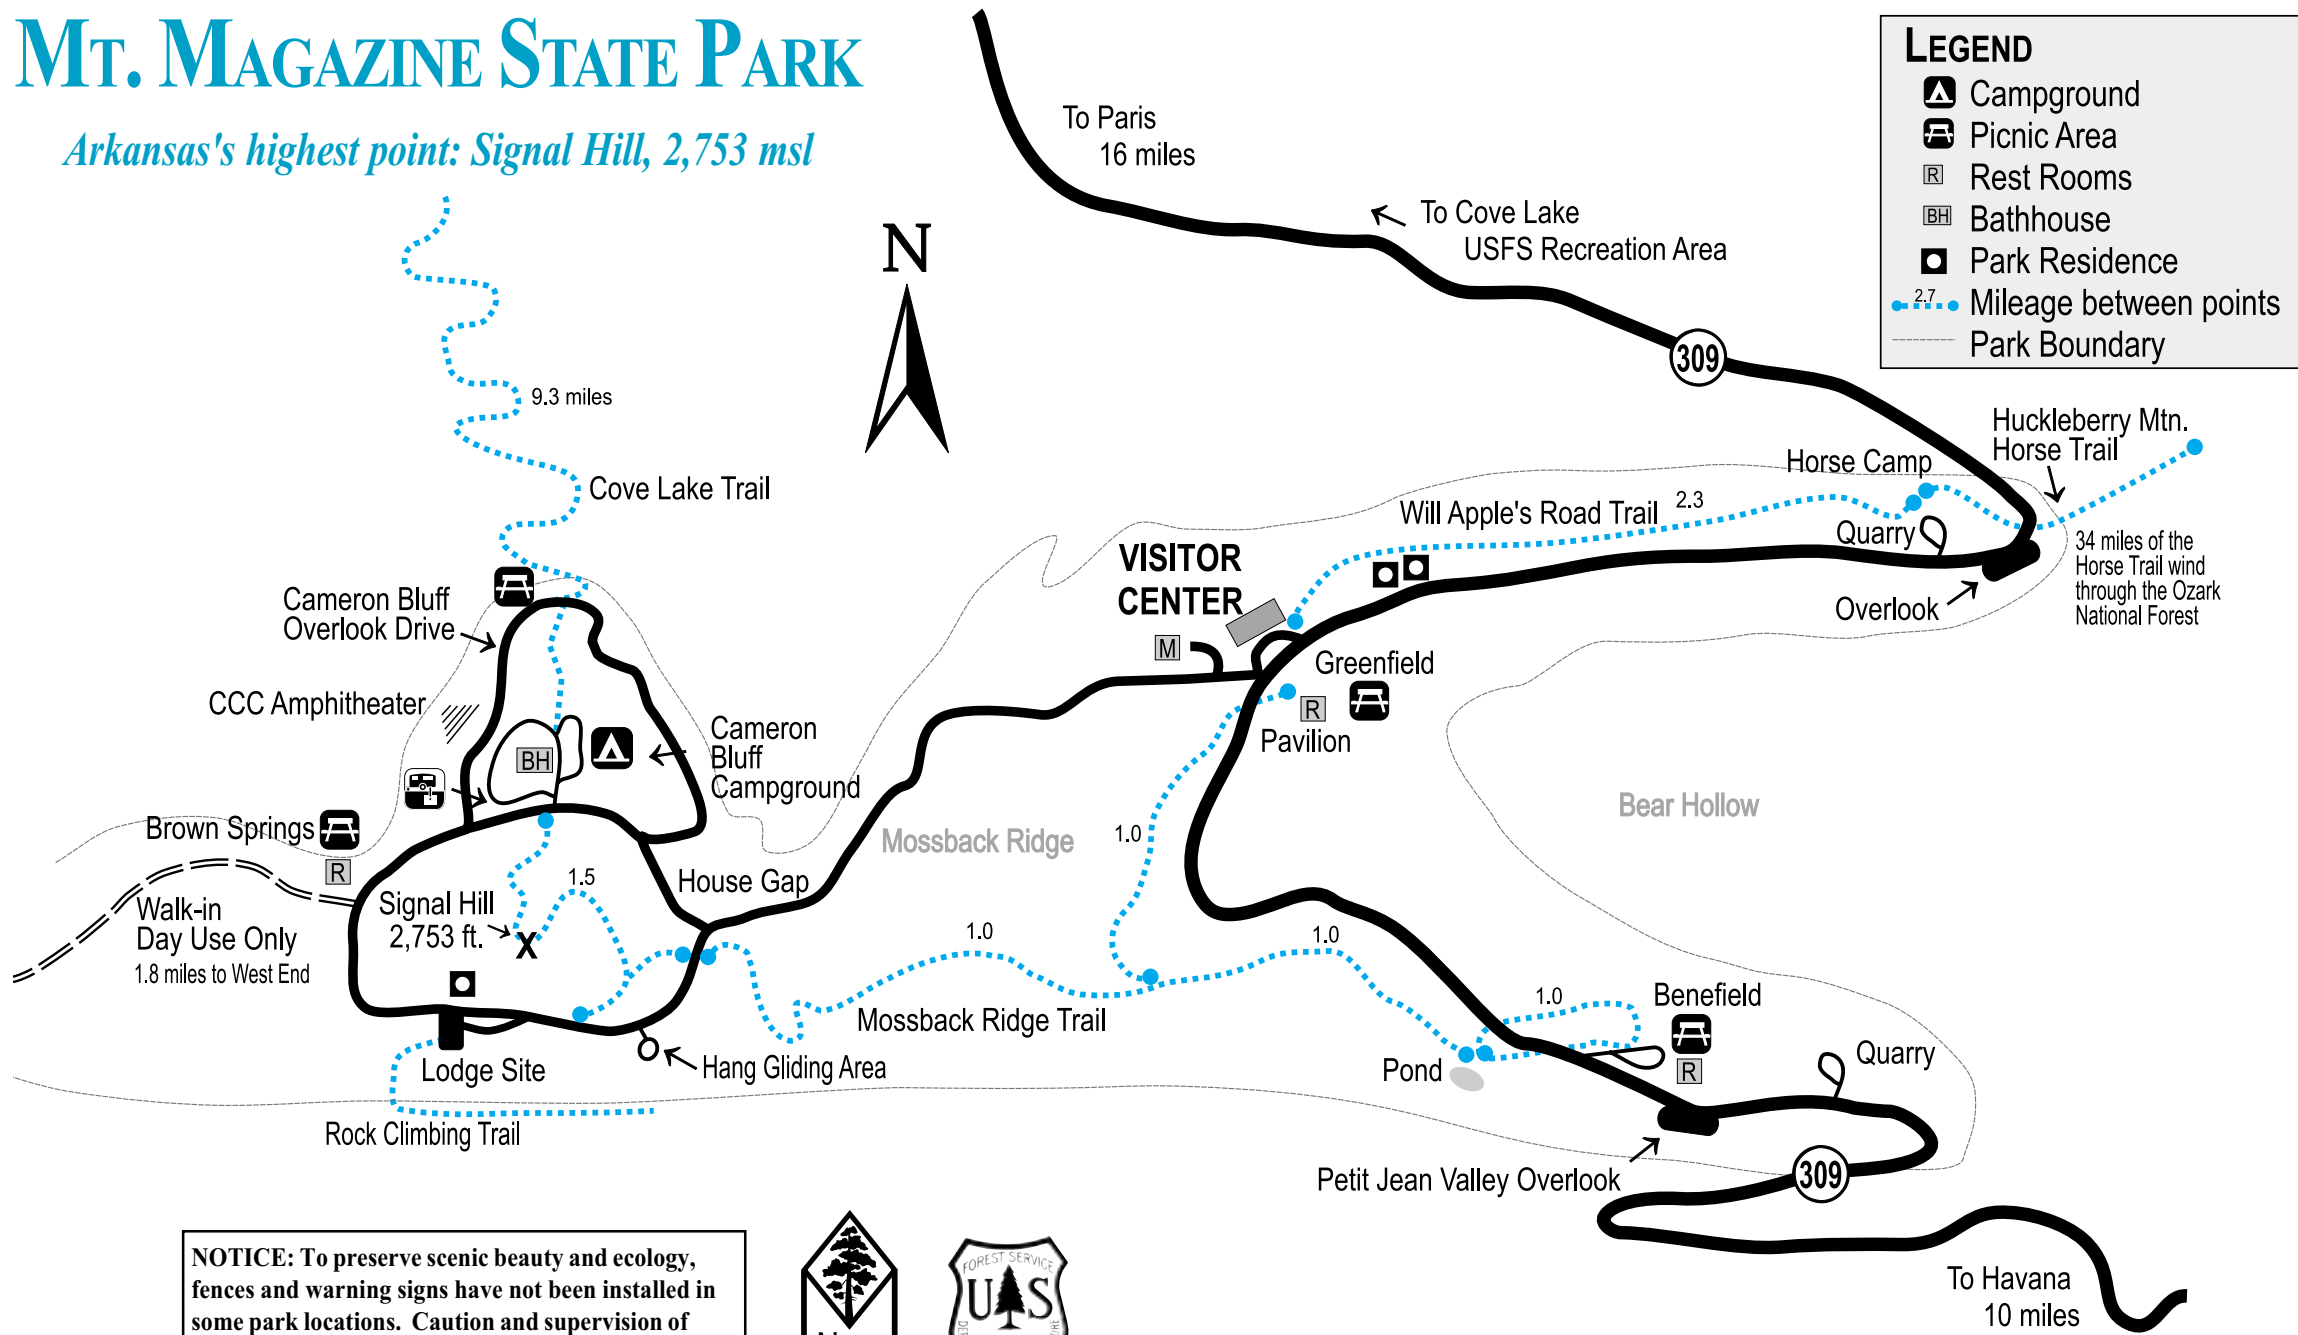 MT. MAGAZINE STATE PARK
Arkansas's highest point: Signal Hill, 2,753 msl
To Paris
16 miles
LEGEND
Campground
Picnic Area
R Rest Rooms
BH Bathhouse
Park Residence
2.7 Mileage between points
Park Boundary
To Cove Lake
USFS Recreation Area
N
309
9.3 miles
Cove Lake Trail
Huckleberry Mtn.
Horse Trail
Horse Camp
Will Apple's Road Trail 2.3
Quarry
34 miles of the
Horse Trail wind
through the Ozark
National Forest
Overlook
VISITOR
CENTER
M
Greenfield
R
Pavilion
Cameron Bluff
Overlook Drive
CCC Amphitheater
BH
Cameron
Bluff
Campground
Brown Springs
R
Walk-in
Day Use Only
1.8 miles to West End
Signal Hill
2,753 ft.
X
1.5
House Gap
Mossback Ridge
1.0
Bear Hollow
1.0
1.0
1.0
Mossback Ridge Trail
Benefield
R
Pond
Quarry
Lodge Site
Hang Gliding Area
Rock Climbing Trail
Petit Jean Valley Overlook
309
To Havana
10 miles
NOTICE: To preserve scenic beauty and ecology,
fences and warning signs have not been installed in
some park locations. Caution and supervision of
FOREST SERVICE
US